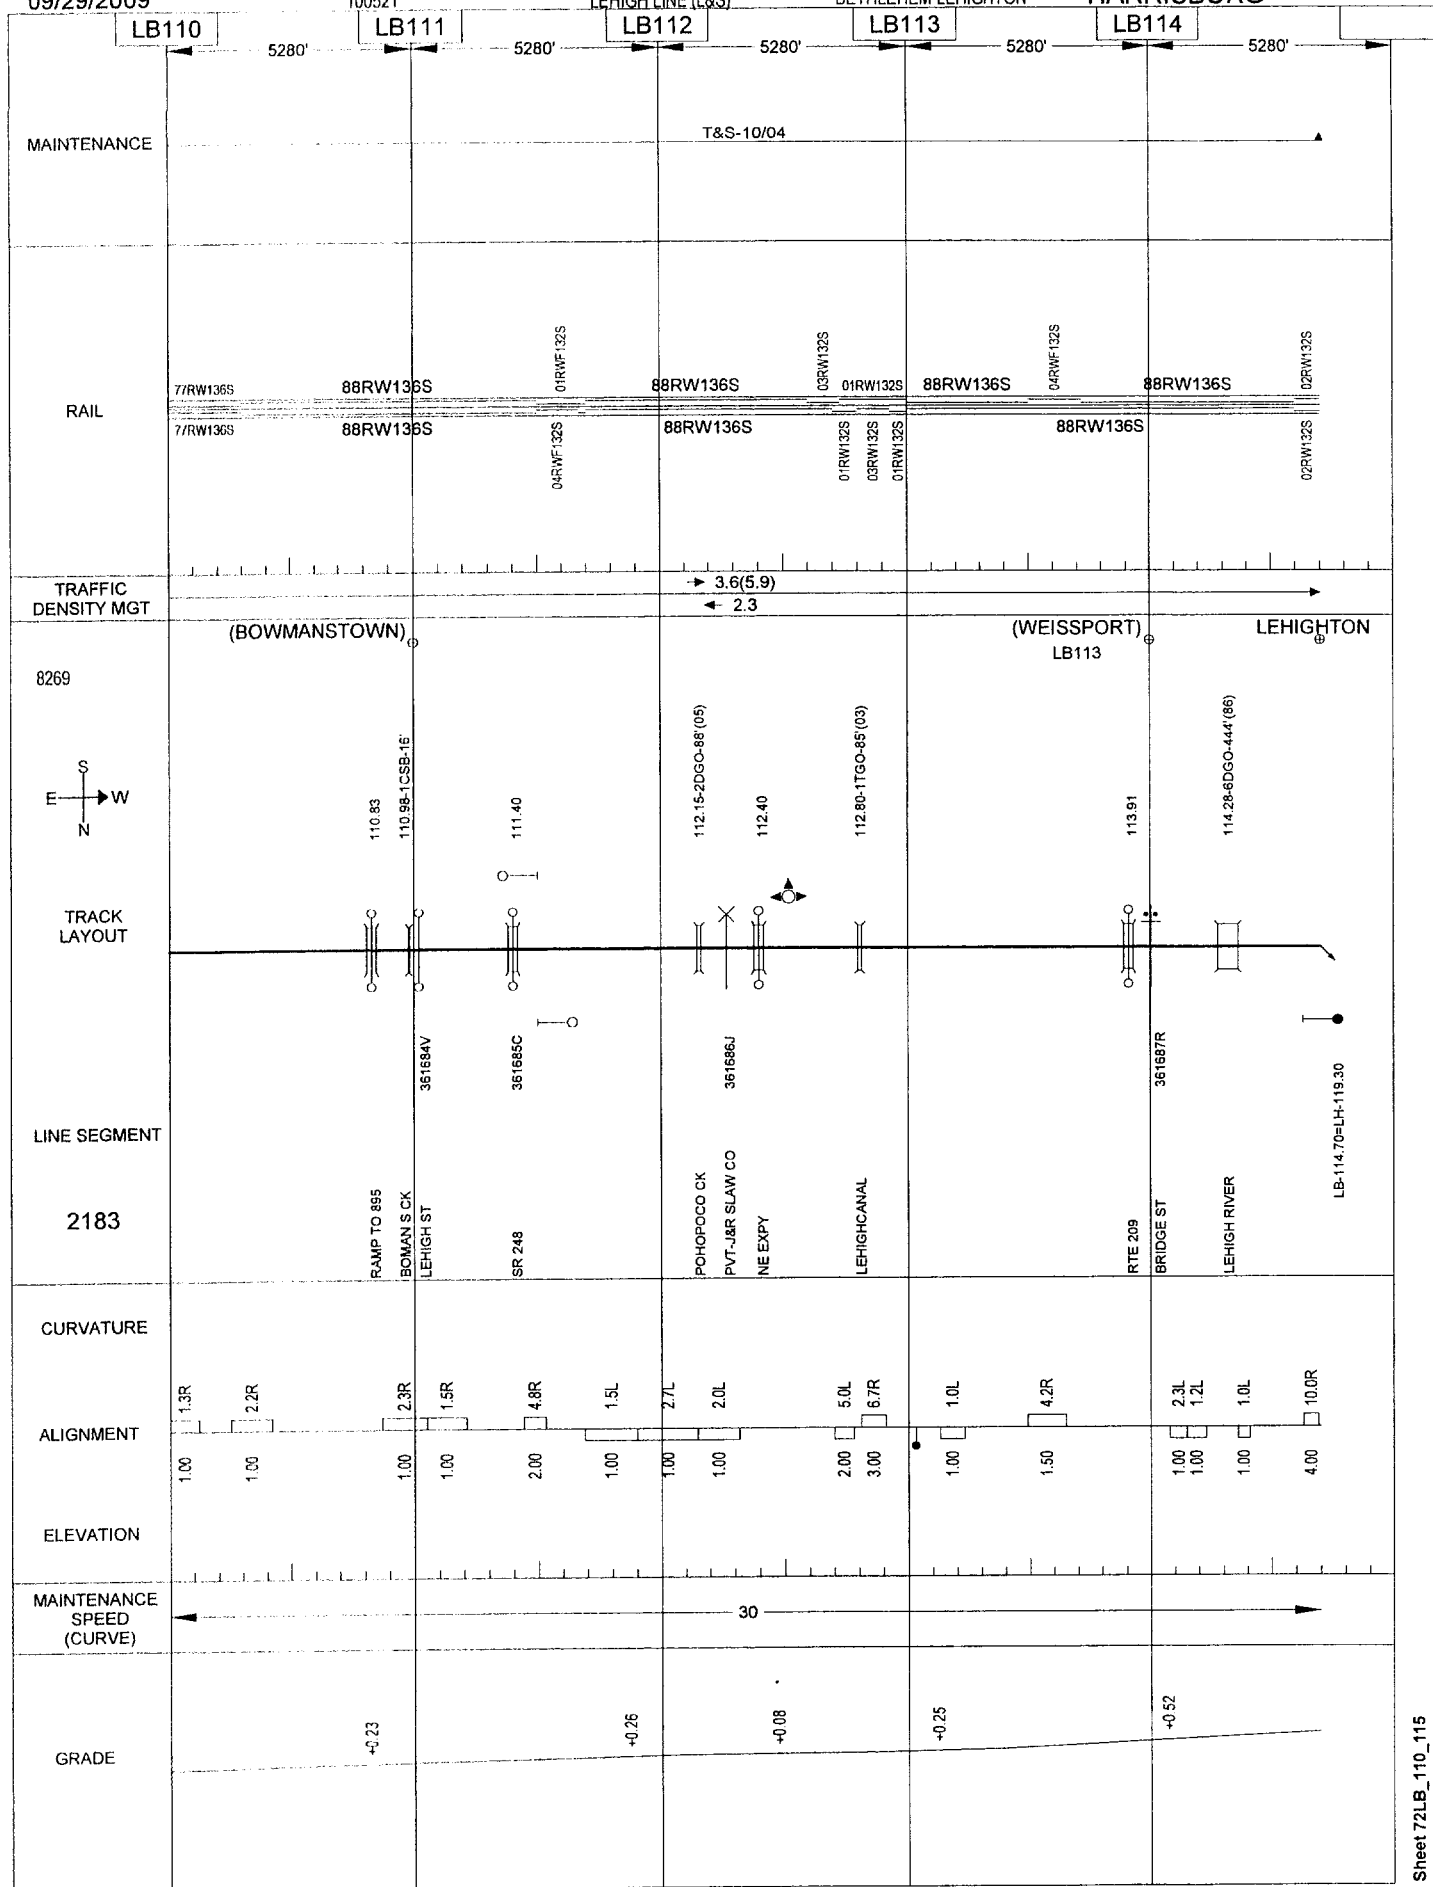 09/29/2009 100521 LEHIGH LINE (L&S) BETHLEHEM LEHIGHTON HARRISBURG
LB110 LB111 LB112 LB113 LB114
5280' 5280' 5280' 5280' 5280'
MAINTENANCE
T&S-10/04
RAIL
77RW136S 88RW136S 01RWF132S 88RW136S 03RW132S 01RW132S 88RW136S 04RWF132S 88RW136S 02RW132S
77RW136S 88RW136S 04RWF132S 88RW136S 01RW132S 03RW132S 01RW132S 88RW136S 02RW132S
TRAFFIC
DENSITY MGT
3.6(5.9)
2.3
(BOWMANSTOWN) (WEISSPORT) LEHIGHTON
LB113
8269
S
E W
N
110.83
110.98-1CSB-16'
111.40
112.15-2DGO-88'(05)
112.40
112.80-1TGO-85'(03)
113.91
114.28-6DGO-444'(86)
TRACK
LAYOUT
361684V
361685C
361686J
361687R
LB-114.70=LH-119.30
LINE SEGMENT
2183
RAMP TO 895
BOMAN S CK
LEHIGH ST
SR 248
POHOPOCO CK
PVT-J&R SLAW CO
NE EXPY
LEHIGHCANAL
RTE 209
BRIDGE ST
LEHIGH RIVER
CURVATURE
1.3R 2.2R 2.3R 1.5R 4.8R 1.5L 2.7L 2.0L 5.0L 6.7R 1.0L 4.2R 2.3L 1.2L 1.0L 10.0R
ALIGNMENT
1.00 1.00 1.00 1.00 2.00 1.00 1.00 1.00 2.00 3.00 1.00 1.50 1.00 1.00 1.00 4.00
ELEVATION
MAINTENANCE
SPEED
(CURVE)
30
GRADE
+0.23 +0.26 +0.08 +0.25 +0.52
Sheet 72LB_110_115